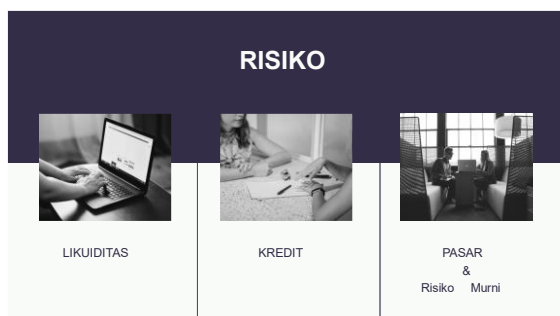 RISIKO
LIKUIDITAS
KREDIT
PASAR
&
Risiko Murni